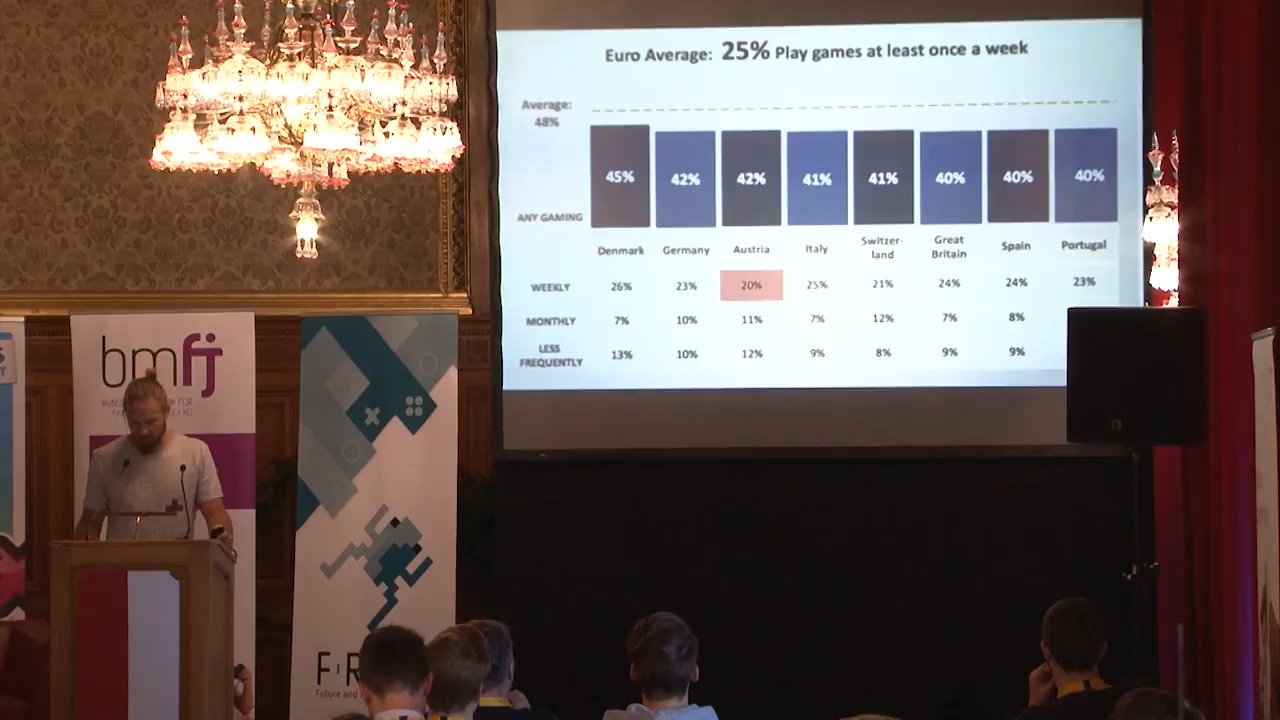 Euro Average: 25% Play games at least once a week
Average:
48%
45% 42% 42% 41% 41% 40% 40% 40%
ANY GAMING
Denmark Germany Austria Italy Switzer-land Great Britain Spain Portugal
WEEKLY 26% 23% 20% 25% 21% 24% 24% 23%
MONTHLY 7% 10% 11% 7% 12% 7% 8%
LESS FREQUENTLY 13% 10% 12% 9% 8% 9% 9%
bmfj
Future and